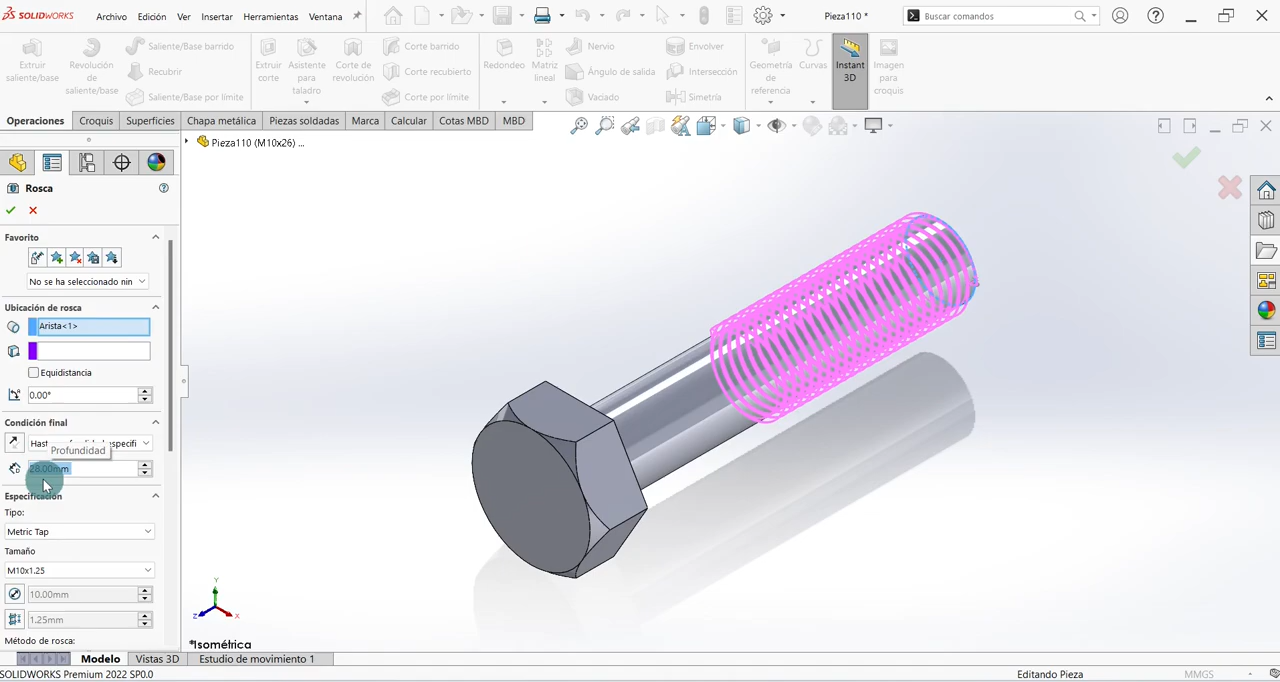 SOLIDWORKS
Archivo Edición Ver Insertar Herramientas Ventana
Pieza110 *
Buscar comandos
Extruir saliente/base
Revolución de saliente/base
Saliente/Base barrido
Recubrir
Saliente/Base por límite
Extruir corte
Asistente para taladro
Corte de revolución
Corte barrido
Corte recubierto
Corte por límite
Redondeo
Matriz lineal
Nervio
Ángulo de salida
Vaciado
Envolver
Intersección
Simetría
Geometría de referencia
Curvas
Instant 3D
Imagen para croquis
Operaciones Croquis Superficies Chapa metálica Piezas soldadas Marca Calcular Cotas MBD MBD
Pieza110 (M10x26) ...
Rosca
Favorito
No se ha seleccionado nin
Ubicación de rosca
Arista<1>
Equidistancia
0.00°
Condición final
Profundidad
28.00mm
Especificación
Tipo:
Metric Tap
Tamaño
M10x1.25
10.00mm
1.25mm
Método de rosca:
Y
Z
X
*Isométrica
Modelo Vistas 3D Estudio de movimiento 1
SOLIDWORKS Premium 2022 SP0.0
Editando Pieza
MMGS